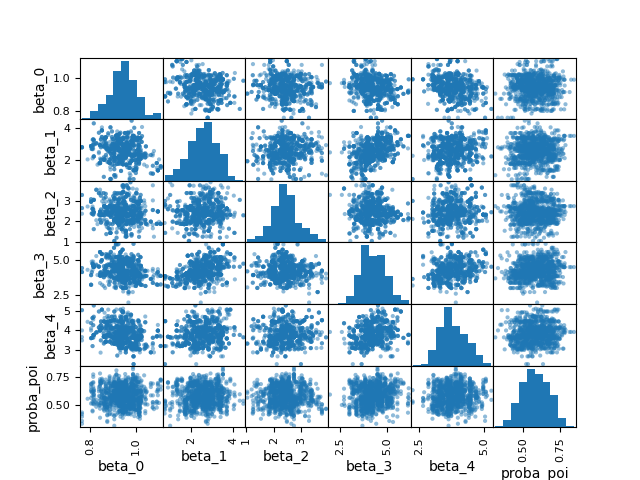 1.0
0.8
beta_0
4
2
beta_1
3
2
1
beta_2
5.0
2.5
beta_3
5
4
3
beta_4
0.75
0.50
proba_poi
0.8 1.0 2 4 1 2 3 2.5 5.0 2.5 5.0 0.50 0.75
beta_0 beta_1 beta_2 beta_3 beta_4 proba_poi